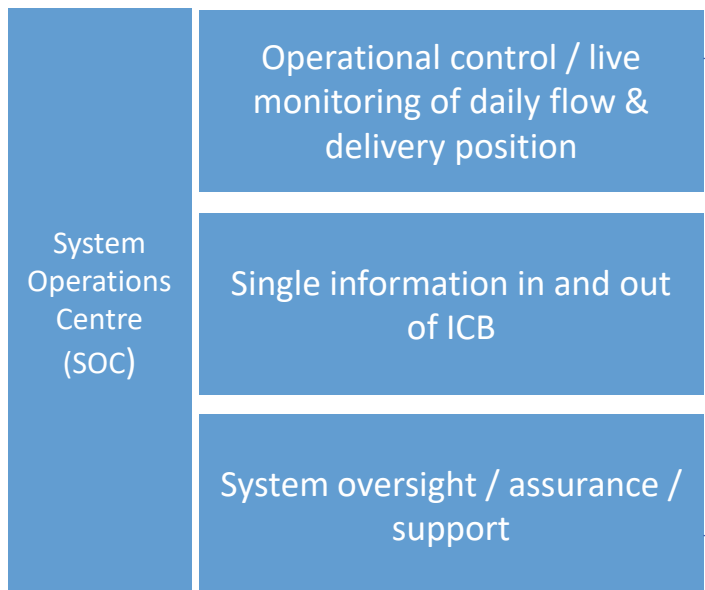 System
Operations
Centre
(SOC)
Operational control / live
monitoring of daily flow &
delivery position
Single information in and out
of ICB
System oversight / assurance /
support